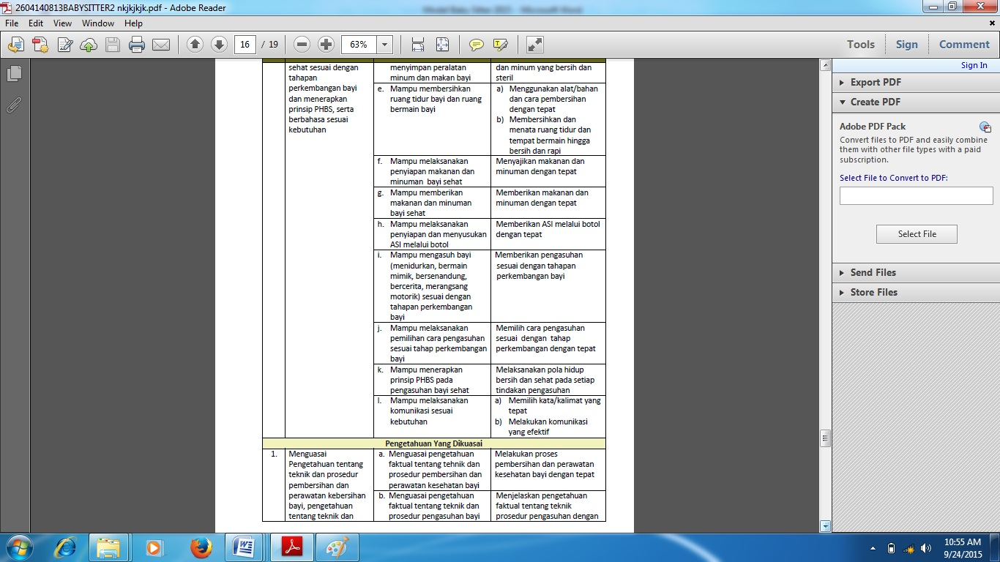 2604140813BABYSITTER2 nkjkjkjk.pdf - Adobe Reader
File Edit View Window Help
16 / 19
63%
Tools Sign Comment
sehat sesuai dengan
tahapan
perkembangan bayi
dan menerapkan
prinsip PHBS, serta
berbahasa sesuai
kebutuhan
menyimpan peralatan
minum dan makan bayi
dan minum yang bersih dan
steril
e. Mampu membersihkan
ruang tidur bayi dan ruang
bermain bayi
a) Menggunakan alat/bahan
dan cara pembersihan
dengan tepat
b) Membersihkan dan
menata ruang tidur dan
tempat bermain hingga
bersih dan rapi
f. Mampu melaksanakan
penyiapan makanan dan
minuman bayi sehat
Menyajikan makanan dan
minuman dengan tepat
g. Mampu memberikan
makanan dan minuman
bayi sehat
Memberikan makanan dan
minuman dengan tepat
h. Mampu melaksanakan
penyiapan dan menyusukan
ASI melalui botol
Memberikan ASI melalui botol
dengan tepat
i. Mampu mengasuh bayi
(menidurkan, bermain
mimik, bersenandung,
bercerita, merangsang
motorik) sesuai dengan
tahapan perkembangan
bayi
Memberikan pengasuhan
sesuai dengan tahapan
perkembangan bayi
j. Mampu melaksanakan
pemilihan cara pengasuhan
sesuai tahap perkembangan
bayi
Memilih cara pengasuhan
sesuai dengan tahap
perkembangan dengan tepat
k. Mampu menerapkan
prinsip PHBS pada
pengasuhan bayi sehat
Melaksanakan pola hidup
bersih dan sehat pada setiap
tindakan pengasuhan
l. Mampu melaksanakan
komunikasi sesuai
kebutuhan
a) Memilih kata/kalimat yang
tepat
b) Melakukan komunikasi
yang efektif
Pengetahuan Yang Dikuasai
1. Menguasai
Pengetahuan tentang
teknik dan prosedur
pembersihan dan
perawatan kebersihan
bayi, pengetahuan
tentang teknik dan
a. Menguasai pengetahuan
faktual tentang tehnik dan
prosedur pembersihan dan
perawatan kesehatan bayi
Melakukan proses
pembersihan dan perawatan
kesehatan bayi dengan tepat
b. Menguasai pengetahuan
faktual tentang teknik dan
prosedur pengasuhan bayi
Menjelaskan pengetahuan
faktual tentang teknik
prosedur pengasuhan dengan
Sign In
Export PDF
Create PDF
Adobe PDF Pack
Convert files to PDF and easily combine
them with other file types with a paid
subscription.
Select File to Convert to PDF:
Select File
Send Files
Store Files
10:55 AM
9/24/2015